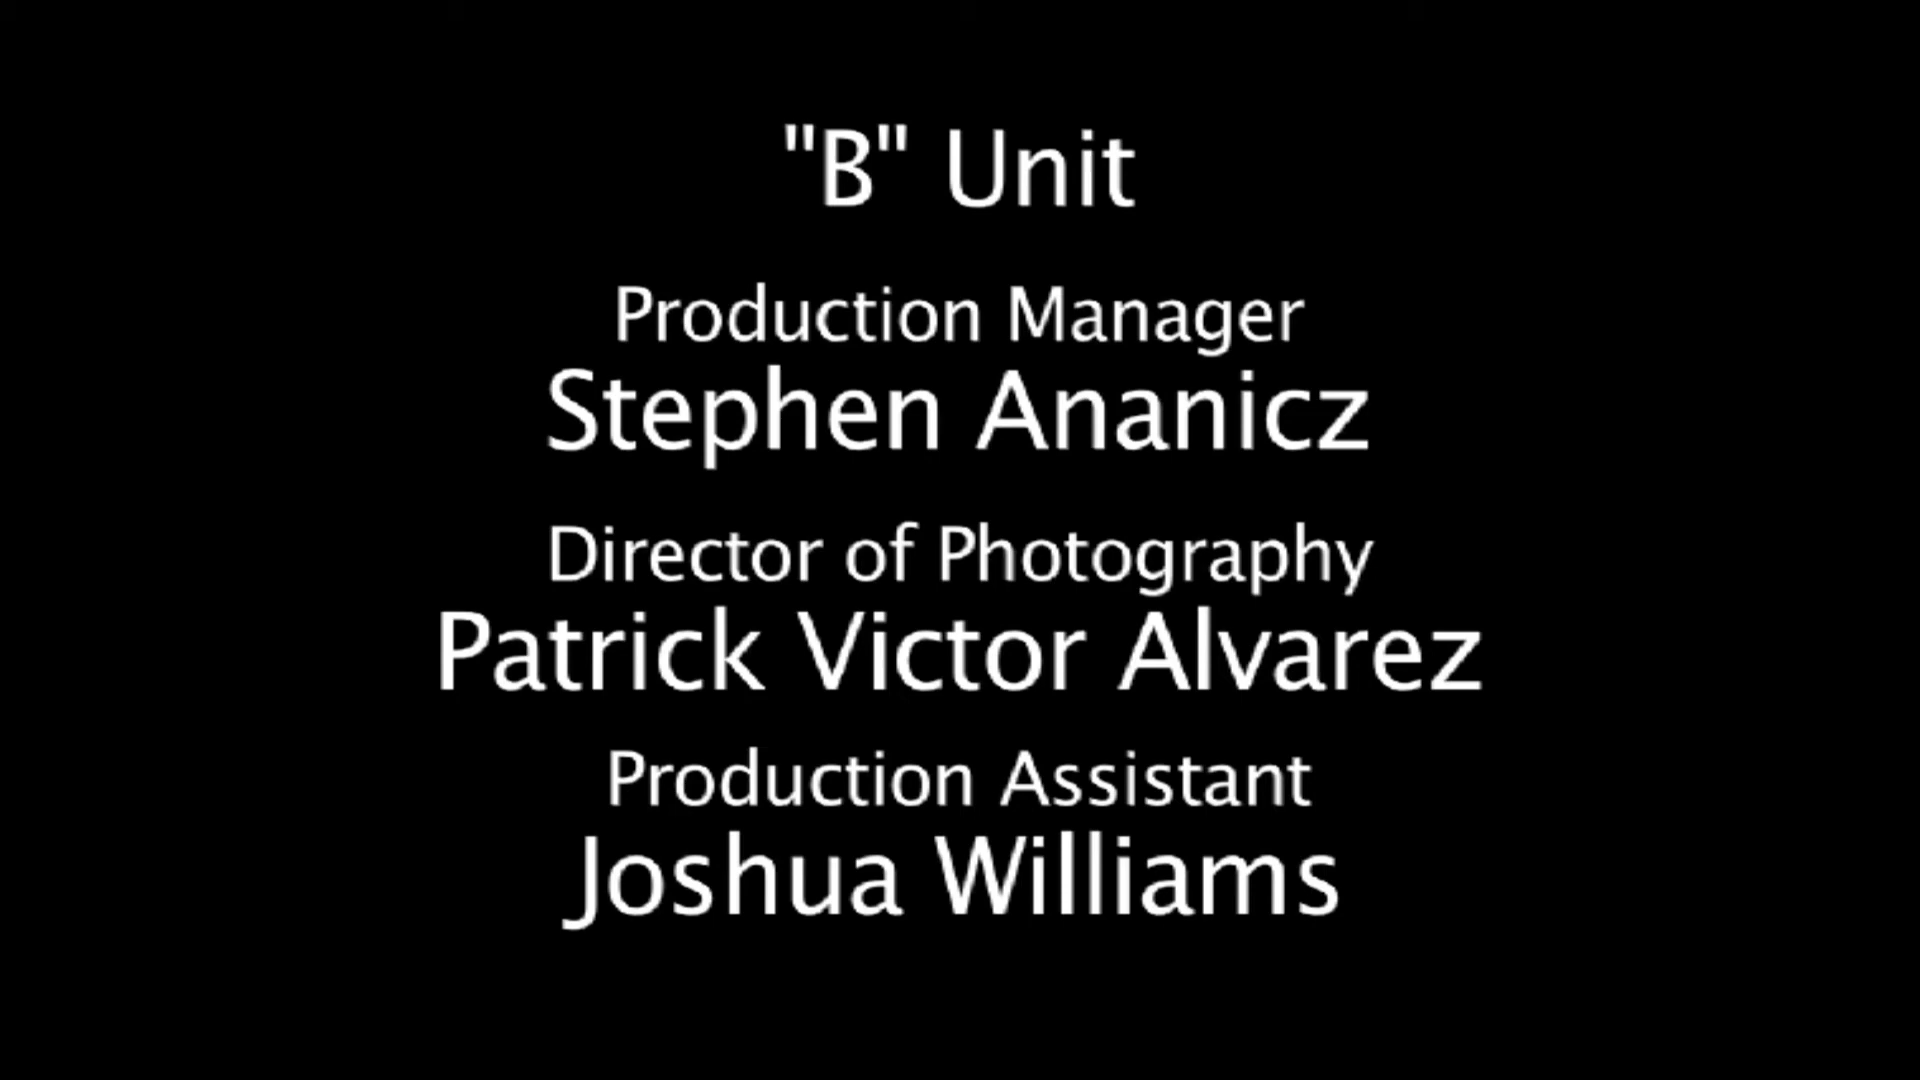 "B" Unit
Production Manager
Stephen Ananicz
Director of Photography
Patrick Victor Alvarez
Production Assistant
Joshua Williams